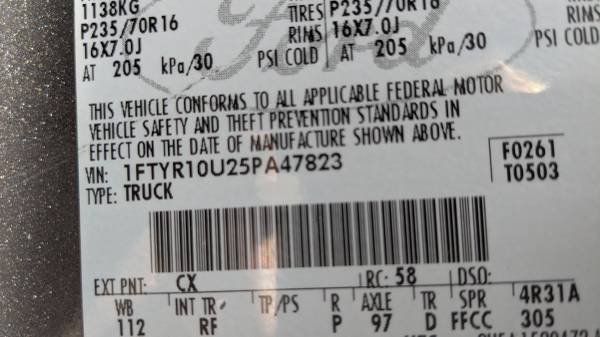 1138KG
P235/70R16 TIRES P235/70R16
16X7.0J RIMS 16X7.0J RIMS
AT 205 kPa/30 PSI COLD AT 205 kPa/30 PSI COLD
Ford
THIS VEHICLE CONFORMS TO ALL APPLICABLE FEDERAL MOTOR
VEHICLE SAFETY AND THEFT PREVENTION STANDARDS IN
EFFECT ON THE DATE OF MANUFACTURE SHOWN ABOVE.
VIN: 1FTYR10U25PA47823 F0261
TYPE: TRUCK T0503
EXT PNT: CX RC: 58 DSO:
WB INT TR TP/PS R AXLE TR SPR 4R31A
112 RF P 97 D FFCC 305